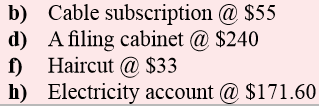 b) Cable subscription @ $55
d) A filing cabinet @ $240
f) Haircut @ $33
h) Electricity account @ $171.60